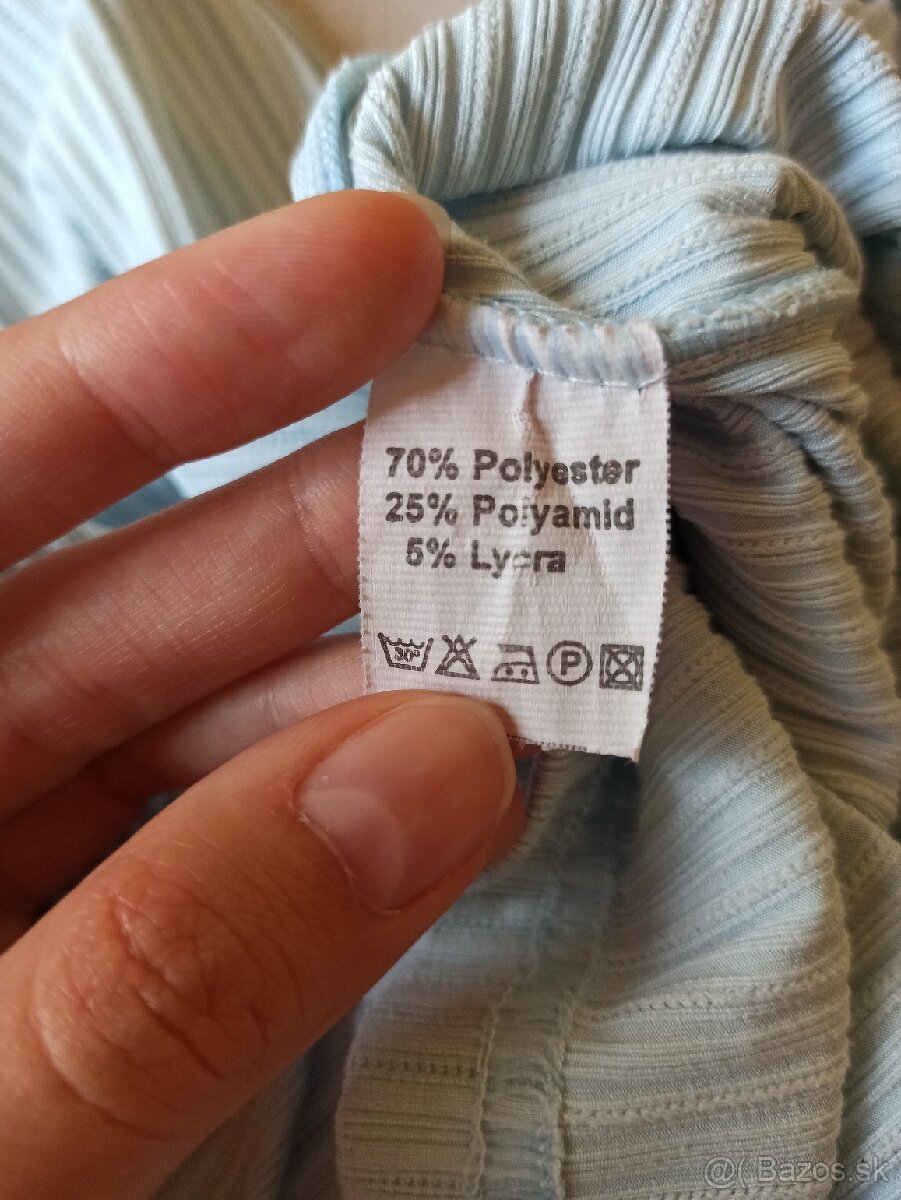 70% Polyester
25% Polyamid
5% Lycra
30°
P
@( Bazos.sk